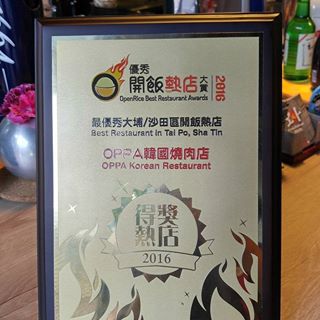 優秀
開飯熱店大賞 2016
OpenRice Best Restaurant Awards
最優秀大埔/沙田區開飯熱店
Best Restaurant in Tai Po, Sha Tin
OPPA韓國燒肉店
OPPA Korean Restaurant
得獎
熱店
2016